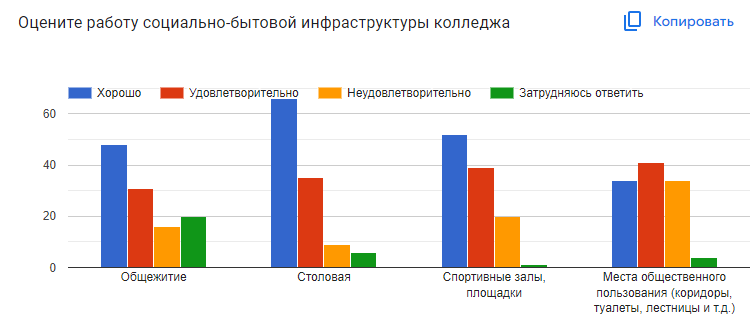 Оцените работу социально-бытовой инфраструктуры колледжа
Копировать
Хорошо Удовлетворительно Неудовлетворительно Затрудняюсь ответить
60
40
20
0
Общежитие Столовая Спортивные залы, Места общественного
площадки пользования (коридоры,
туалеты, лестницы и т.д.)